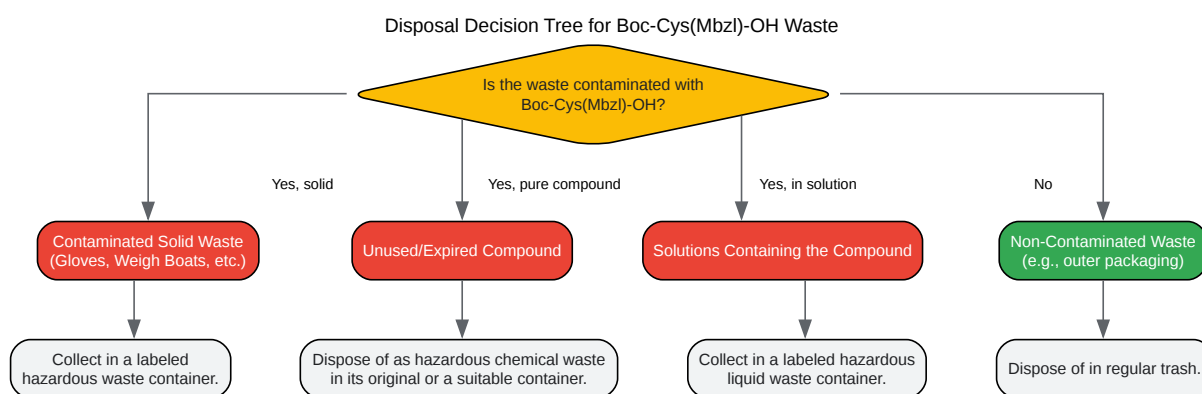 Disposal Decision Tree for Boc-Cys(Mbzl)-OH Waste
Is the waste contaminated with
Boc-Cys(Mbzl)-OH?
Yes, solid
Yes, pure compound
Yes, in solution
No
Contaminated Solid Waste
(Gloves, Weigh Boats, etc.)
Unused/Expired Compound
Solutions Containing the Compound
Non-Contaminated Waste
(e.g., outer packaging)
Collect in a labeled
hazardous waste container.
Dispose of as hazardous chemical waste
in its original or a suitable container.
Collect in a labeled hazardous
liquid waste container.
Dispose of in regular trash.